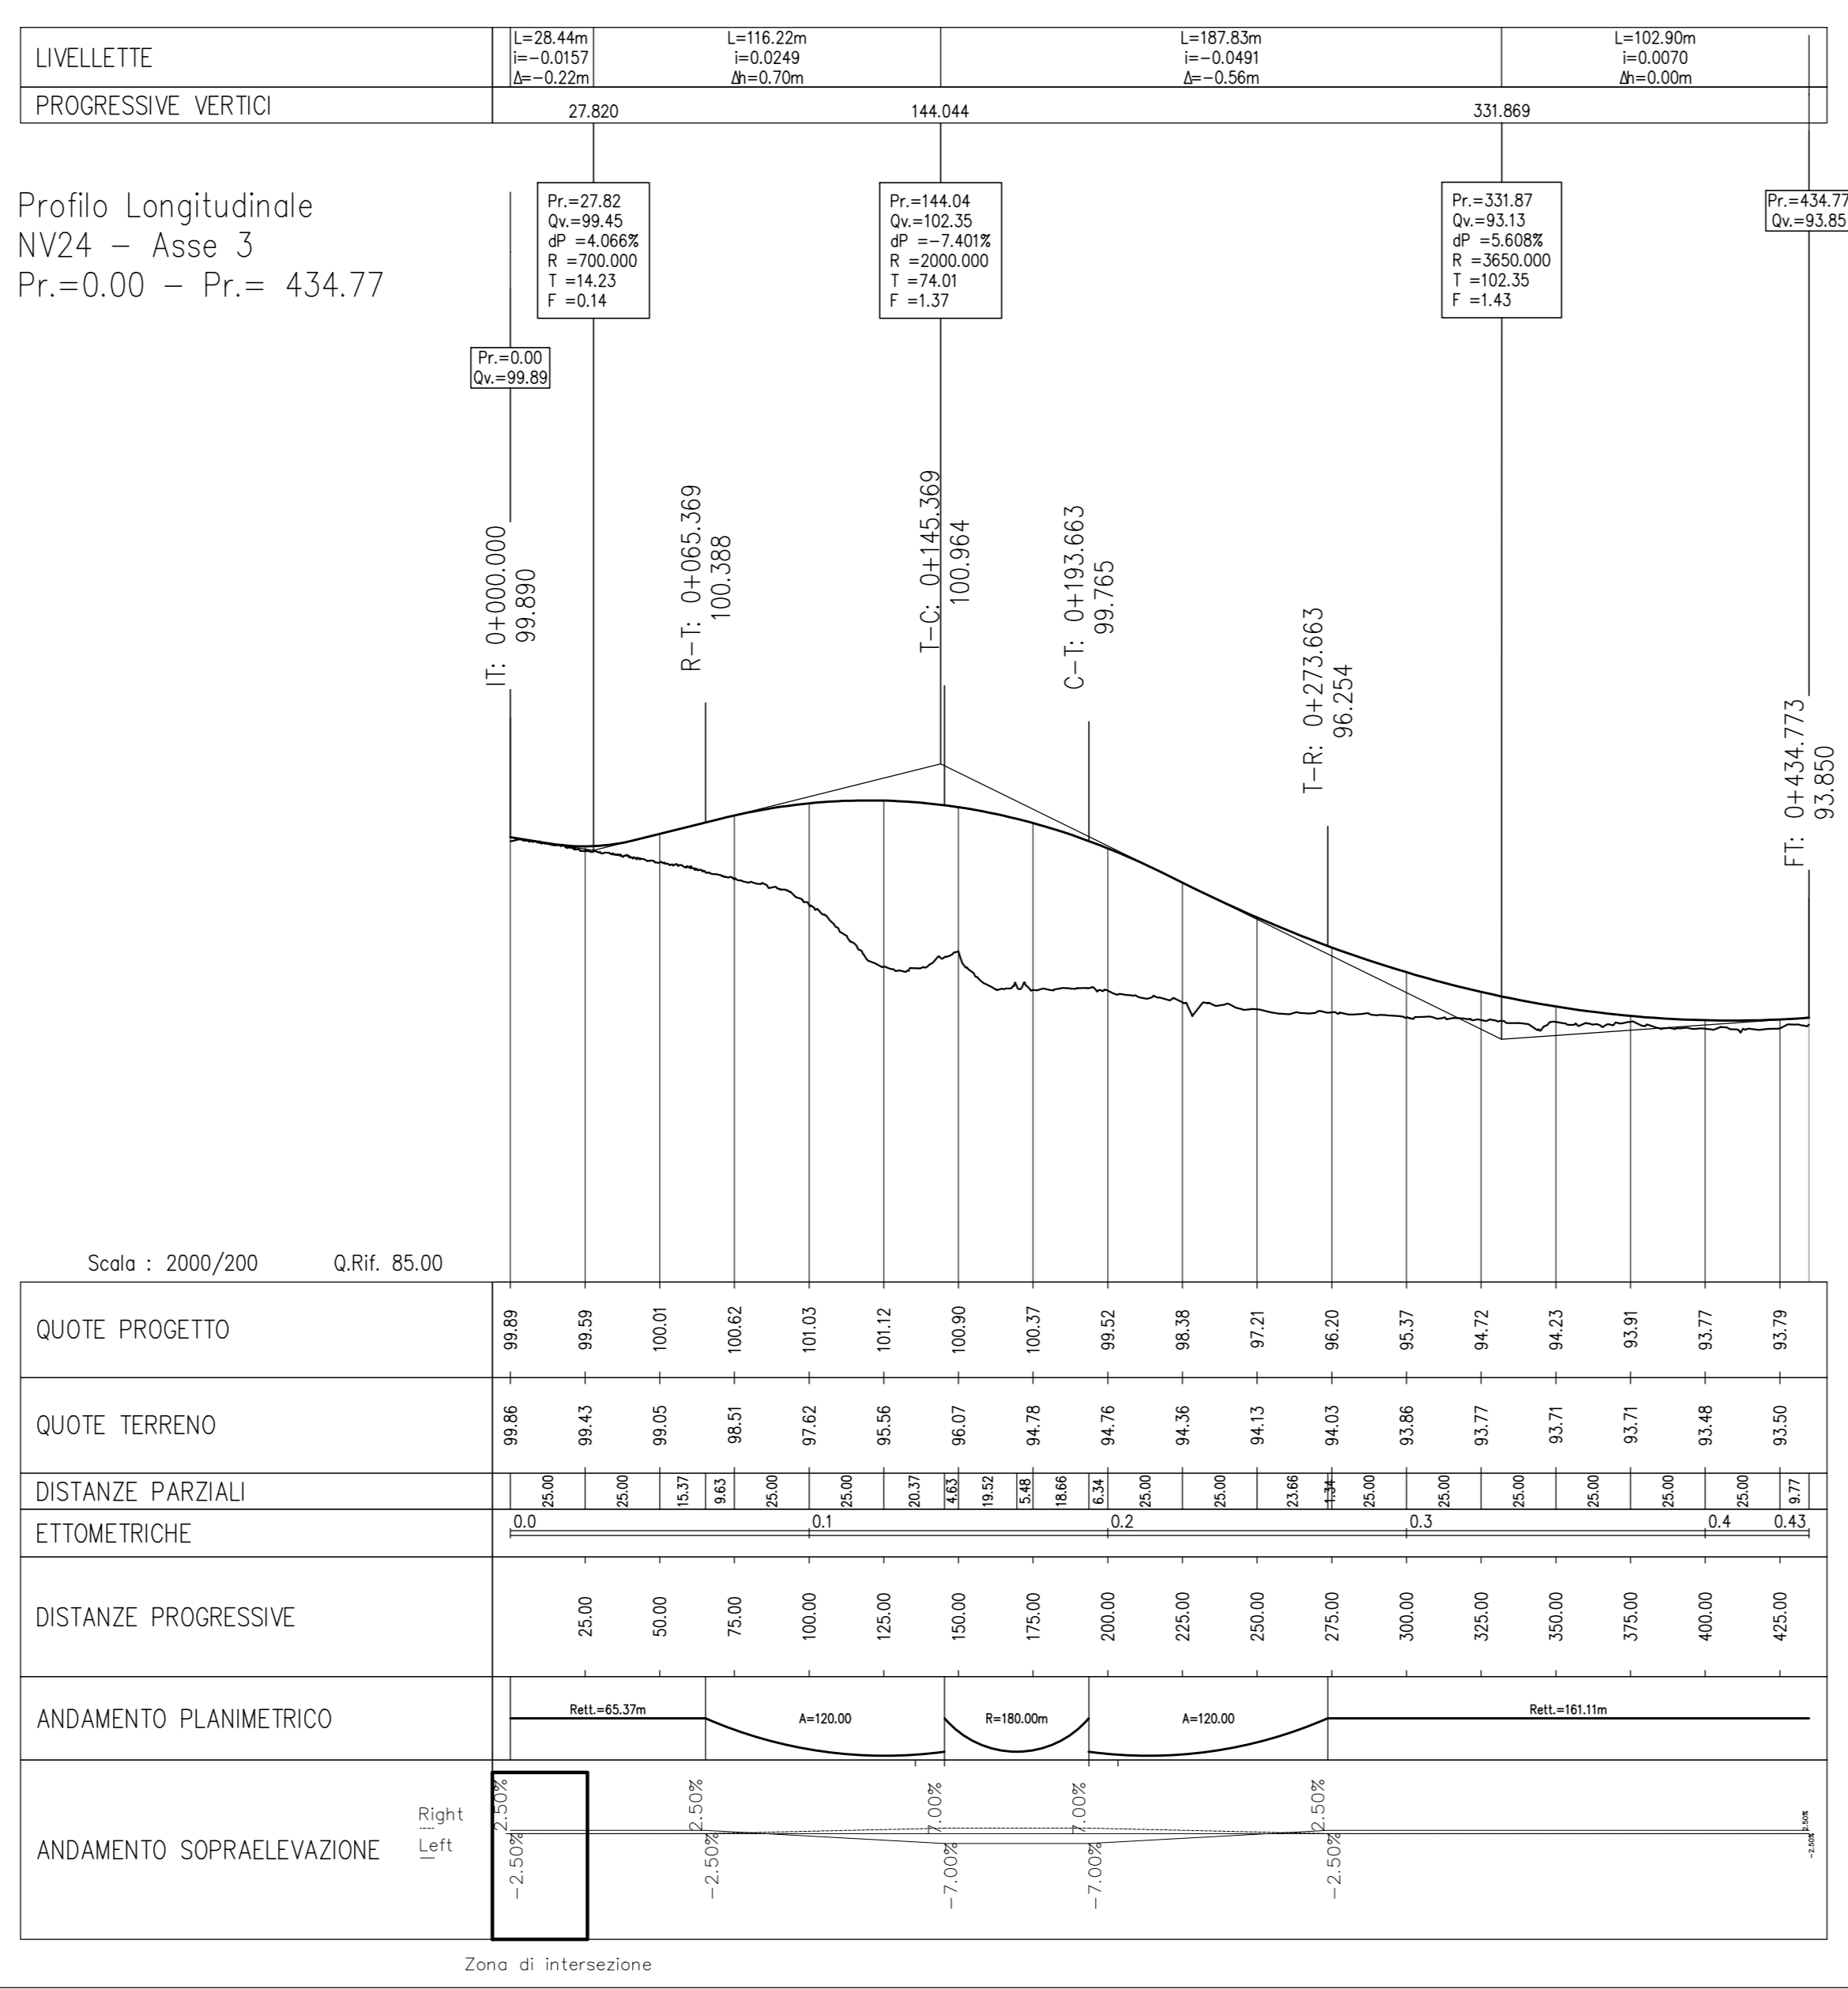 LIVELLETTE
L=28.44m
i=-0.0157
Δ=-0.22m
L=116.22m
i=0.0249
Δh=0.70m
L=187.83m
i=-0.0491
Δ=-0.56m
L=102.90m
i=0.0070
Δh=0.00m
PROGRESSIVE VERTICI
27.820 144.044 331.869
Profilo Longitudinale
NV24 - Asse 3
Pr.=0.00 - Pr.= 434.77
Pr.=0.00
Qv.=99.89
Pr.=27.82
Qv.=99.45
dP =4.066%
R =700.000
T =14.23
F =0.14
Pr.=144.04
Qv.=102.35
dP =-7.401%
R =2000.000
T =74.01
F =1.37
Pr.=331.87
Qv.=93.13
dP =5.608%
R =3650.000
T =102.35
F =1.43
Pr.=434.77
Qv.=93.85
IT: 0+000.000
99.890
R-T: 0+065.369
100.388
T-C: 0+145.369
100.964
C-T: 0+193.663
99.765
T-R: 0+273.663
96.254
FT: 0+434.773
93.850
Scala : 2000/200 Q.Rif. 85.00
QUOTE PROGETTO
99.89 99.59 100.01 100.62 101.03 101.12 100.90 100.37 99.52 98.38 97.21 96.20 95.37 94.72 94.23 93.91 93.77 93.79
QUOTE TERRENO
99.86 99.43 99.05 98.51 97.62 95.56 96.07 94.78 94.76 94.36 94.13 94.03 93.86 93.77 93.71 93.71 93.48 93.50
DISTANZE PARZIALI
25.00 25.00 15.37 9.63 25.00 25.00 20.37 4.63 19.52 5.48 18.66 6.34 25.00 25.00 23.66 1.34 25.00 25.00 25.00 25.00 25.00 25.00 9.77
ETTOMETRICHE
0.0 0.1 0.2 0.3 0.4 0.43
DISTANZE PROGRESSIVE
25.00 50.00 75.00 100.00 125.00 150.00 175.00 200.00 225.00 250.00 275.00 300.00 325.00 350.00 375.00 400.00 425.00
ANDAMENTO PLANIMETRICO
Rett.=65.37m A=120.00 R=180.00m A=120.00 Rett.=161.11m
ANDAMENTO SOPRAELEVAZIONE
Right
Left
2.50% 2.50% 7.00% 7.00% 2.50% 2.50%
-2.50% -2.50% -7.00% -7.00% -2.50% -2.50%
Zona di intersezione